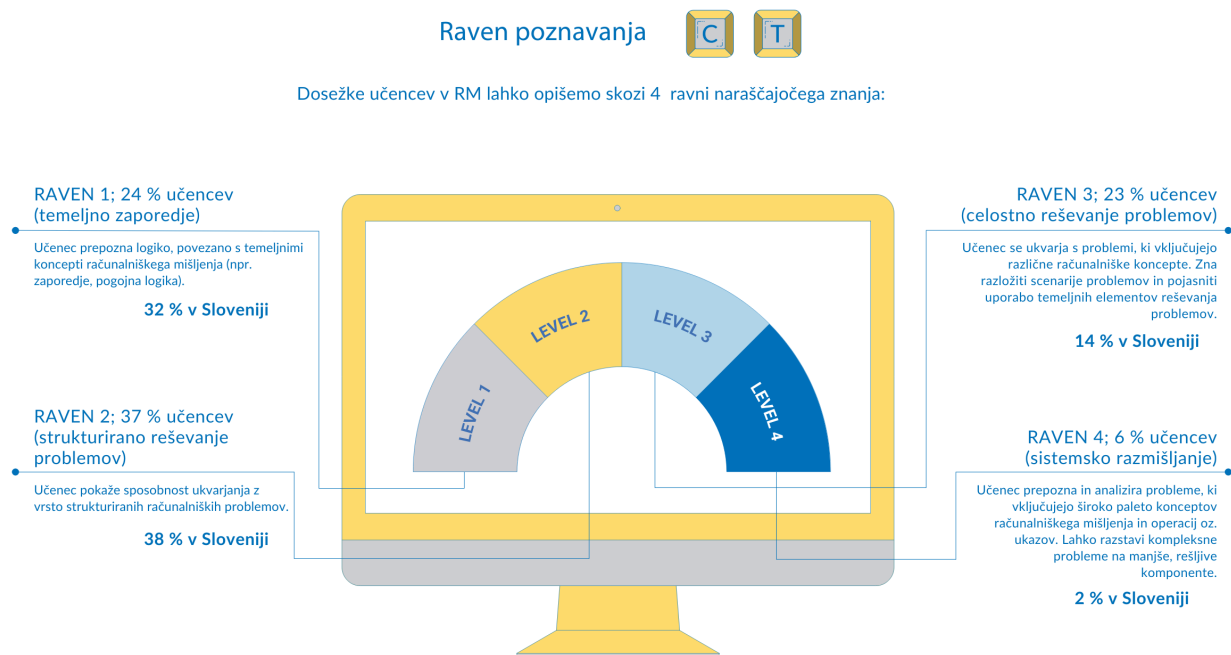 Raven poznavanja
C T
Dosežke učencev v RM lahko opišemo skozi 4 ravni naraščajočega znanja:
RAVEN 1; 24 % učencev
(temeljno zaporedje)
Učenec prepozna logiko, povezano s temeljnimi
koncepti računalniškega mišljenja (npr.
zaporedje, pogojna logika).
32 % v Sloveniji
RAVEN 2; 37 % učencev
(strukturirano reševanje
problemov)
Učenec pokaže sposobnost ukvarjanja z
vrsto strukturiranih računalniških problemov.
38 % v Sloveniji
LEVEL 1
LEVEL 2
LEVEL 3
LEVEL 4
RAVEN 3; 23 % učencev
(celostno reševanje problemov)
Učenec se ukvarja s problemi, ki vključujejo
različne računalniške koncepte. Zna
razložiti scenarije problemov in pojasniti
uporabo temeljnih elementov reševanja
problemov.
14 % v Sloveniji
RAVEN 4; 6 % učencev
(sistemsko razmišljanje)
Učenec prepozna in analizira probleme, ki
vključujejo široko paleto konceptov
računalniškega mišljenja in operacij oz.
ukazov. Lahko razstavi kompleksne
probleme na manjše, rešljive
komponente.
2 % v Sloveniji